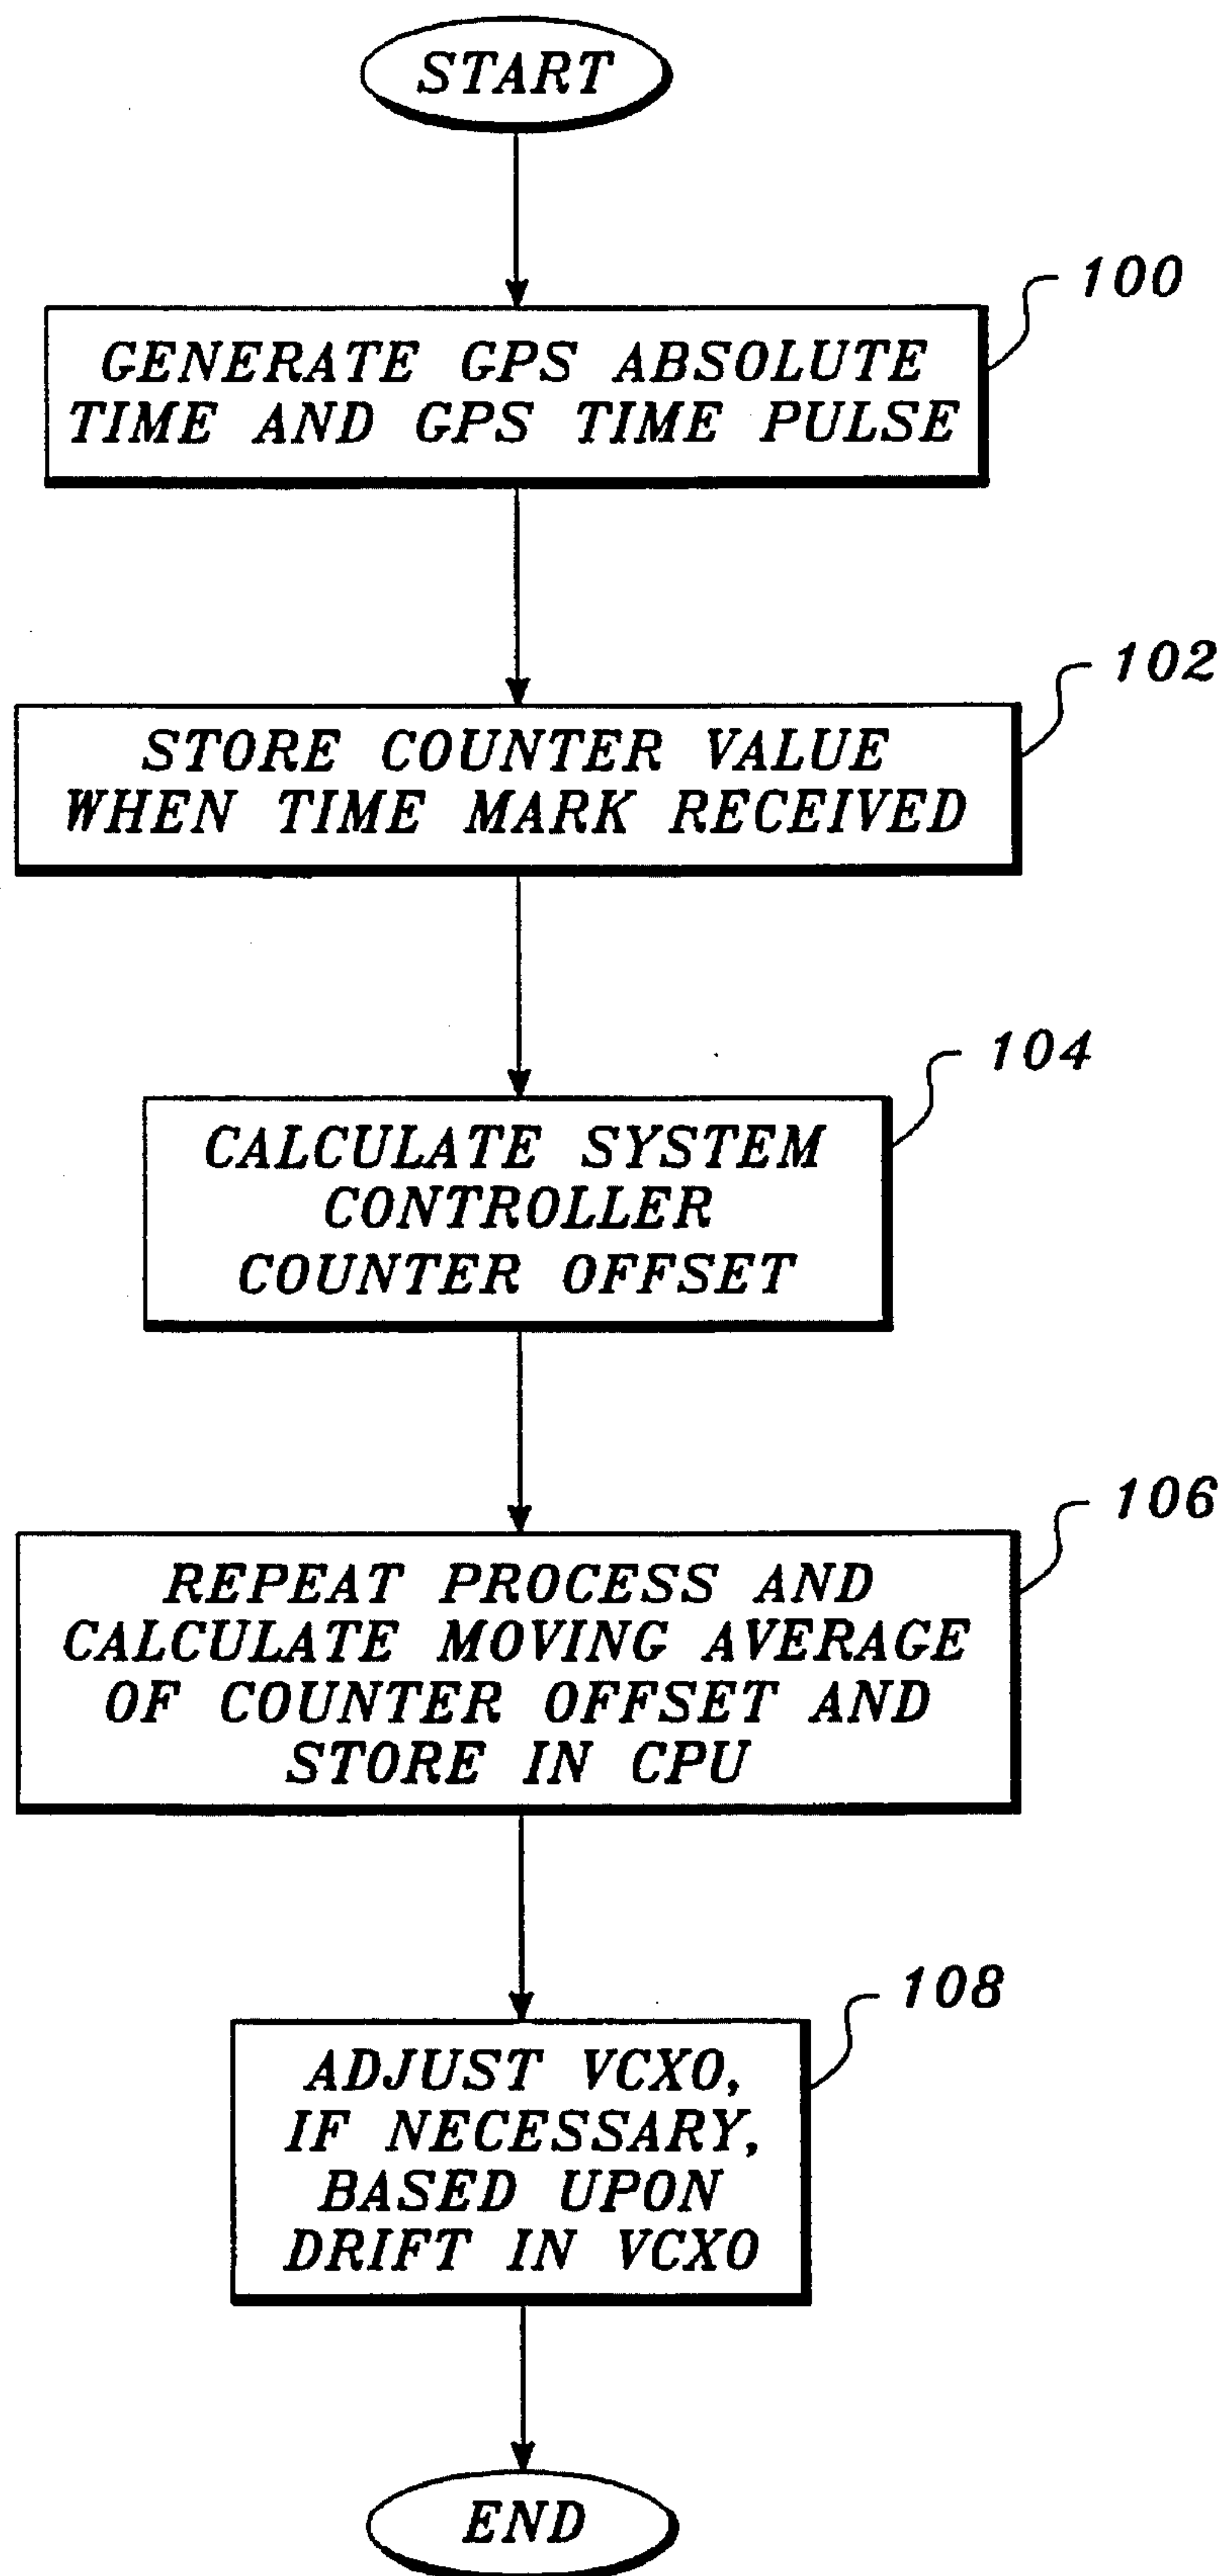 START
100
GENERATE GPS ABSOLUTE
TIME AND GPS TIME PULSE
102
STORE COUNTER VALUE
WHEN TIME MARK RECEIVED
104
CALCULATE SYSTEM
CONTROLLER
COUNTER OFFSET
106
REPEAT PROCESS AND
CALCULATE MOVING AVERAGE
OF COUNTER OFFSET AND
STORE IN CPU
108
ADJUST VCXO,
IF NECESSARY,
BASED UPON
DRIFT IN VCXO
END